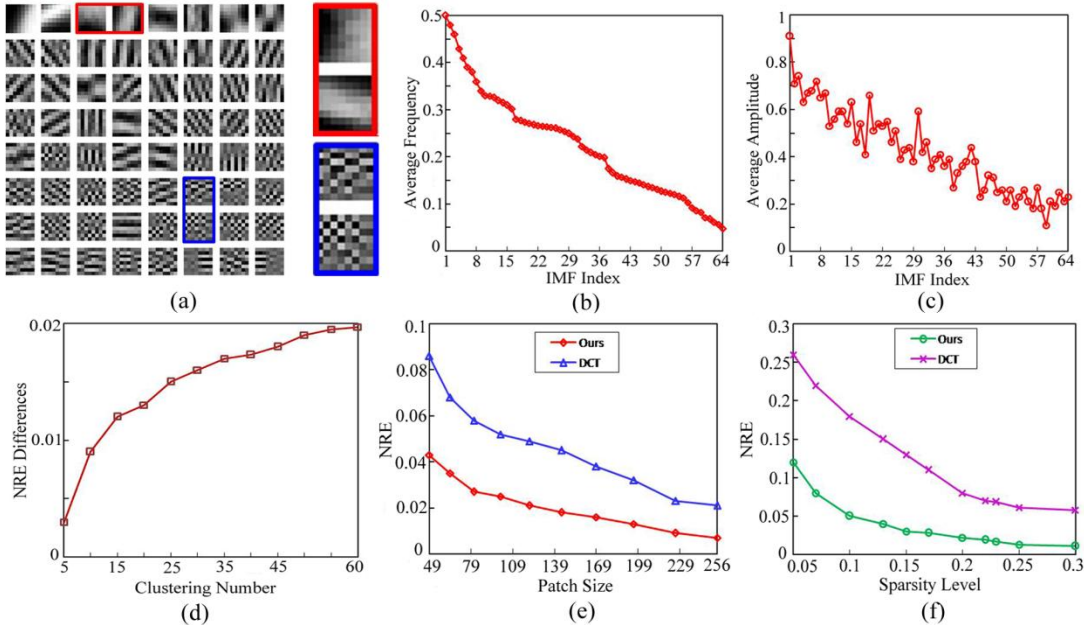 0.5
0.4
0.3
0.2
0.1
0
Average Frequency
1 8 15 22 29 36 43 50 57 64
IMF Index
1
0.8
0.6
0.4
0.2
0
Average Amplitude
1 8 15 22 29 36 43 50 57 64
IMF Index
(a)
(b)
(c)
0.02
0.01
0
NRE Differences
5 15 25 35 45 50 60
Clustering Number
(d)
0.1
0.08
0.06
0.04
0.02
0
NRE
Ours
DCT
49 79 109 139 169 199 229 256
Patch Size
(e)
0.3
0.25
0.20
0.15
0.1
0.05
0
NRE
Ours
DCT
0.05 0.1 0.15 0.2 0.25 0.3
Sparsity Level
(f)